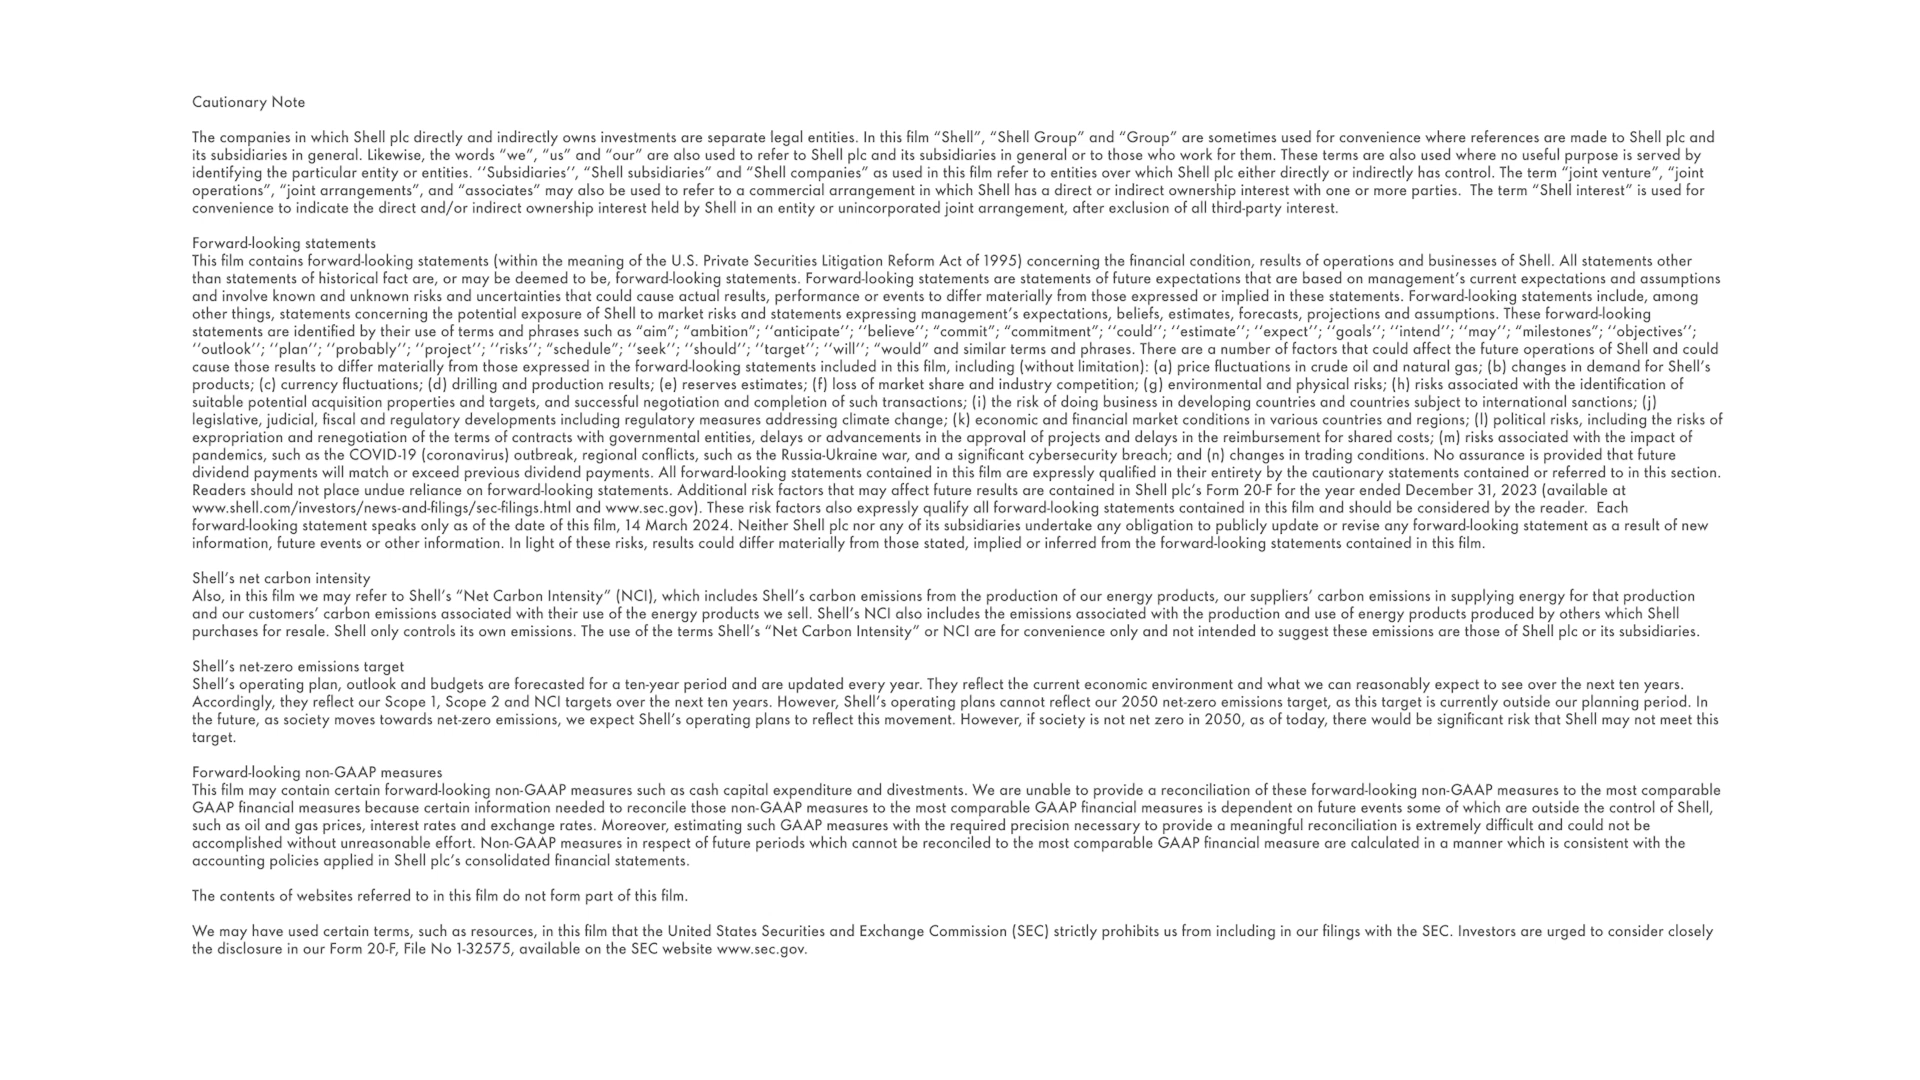 Cautionary Note
The companies in which Shell plc directly and indirectly owns investments are separate legal entities. In this film “Shell”, “Shell Group” and “Group” are sometimes used for convenience where references are made to Shell plc and
its subsidiaries in general. Likewise, the words “we”, “us” and “our” are also used to refer to Shell plc and its subsidiaries in general or to those who work for them. These terms are also used where no useful purpose is served by
identifying the particular entity or entities. ‘‘Subsidiaries’’, “Shell subsidiaries” and “Shell companies” as used in this film refer to entities over which Shell plc either directly or indirectly has control. The term “joint venture”, “joint
operations”, “joint arrangements”, and “associates” may also be used to refer to a commercial arrangement in which Shell has a direct or indirect ownership interest with one or more parties.  The term “Shell interest” is used for
convenience to indicate the direct and/or indirect ownership interest held by Shell in an entity or unincorporated joint arrangement, after exclusion of all third-party interest.
Forward-looking statements
This film contains forward-looking statements (within the meaning of the U.S. Private Securities Litigation Reform Act of 1995) concerning the financial condition, results of operations and businesses of Shell. All statements other
than statements of historical fact are, or may be deemed to be, forward-looking statements. Forward-looking statements are statements of future expectations that are based on management’s current expectations and assumptions
and involve known and unknown risks and uncertainties that could cause actual results, performance or events to differ materially from those expressed or implied in these statements. Forward-looking statements include, among
other things, statements concerning the potential exposure of Shell to market risks and statements expressing management’s expectations, beliefs, estimates, forecasts, projections and assumptions. These forward-looking
statements are identified by their use of terms and phrases such as “aim”; “ambition”; ‘‘anticipate’’; ‘‘believe’’; “commit”; “commitment”; ‘‘could’’; ‘‘estimate’’; ‘‘expect’’; ‘‘goals’’; ‘‘intend’’; ‘‘may’’; “milestones”; ‘‘objectives’’;
‘‘outlook’’; ‘‘plan’’; ‘‘probably’’; ‘‘project’’; ‘‘risks’’; “schedule”; ‘‘seek’’; ‘‘should’’; ‘‘target’’; ‘‘will’’; “would” and similar terms and phrases. There are a number of factors that could affect the future operations of Shell and could
cause those results to differ materially from those expressed in the forward-looking statements included in this film, including (without limitation): (a) price fluctuations in crude oil and natural gas; (b) changes in demand for Shell’s
products; (c) currency fluctuations; (d) drilling and production results; (e) reserves estimates; (f) loss of market share and industry competition; (g) environmental and physical risks; (h) risks associated with the identification of
suitable potential acquisition properties and targets, and successful negotiation and completion of such transactions; (i) the risk of doing business in developing countries and countries subject to international sanctions; (j)
legislative, judicial, fiscal and regulatory developments including regulatory measures addressing climate change; (k) economic and financial market conditions in various countries and regions; (l) political risks, including the risks of
expropriation and renegotiation of the terms of contracts with governmental entities, delays or advancements in the approval of projects and delays in the reimbursement for shared costs; (m) risks associated with the impact of
pandemics, such as the COVID-19 (coronavirus) outbreak, regional conflicts, such as the Russia-Ukraine war, and a significant cybersecurity breach; and (n) changes in trading conditions. No assurance is provided that future
dividend payments will match or exceed previous dividend payments. All forward-looking statements contained in this film are expressly qualified in their entirety by the cautionary statements contained or referred to in this section.
Readers should not place undue reliance on forward-looking statements. Additional risk factors that may affect future results are contained in Shell plc’s Form 20-F for the year ended December 31, 2023 (available at
www.shell.com/investors/news-and-filings/sec-filings.html and www.sec.gov). These risk factors also expressly qualify all forward-looking statements contained in this film and should be considered by the reader.  Each
forward-looking statement speaks only as of the date of this film, 14 March 2024. Neither Shell plc nor any of its subsidiaries undertake any obligation to publicly update or revise any forward-looking statement as a result of new
information, future events or other information. In light of these risks, results could differ materially from those stated, implied or inferred from the forward-looking statements contained in this film.
Shell’s net carbon intensity
Also, in this film we may refer to Shell’s “Net Carbon Intensity” (NCI), which includes Shell’s carbon emissions from the production of our energy products, our suppliers’ carbon emissions in supplying energy for that production
and our customers’ carbon emissions associated with their use of the energy products we sell. Shell’s NCI also includes the emissions associated with the production and use of energy products produced by others which Shell
purchases for resale. Shell only controls its own emissions. The use of the terms Shell’s “Net Carbon Intensity” or NCI are for convenience only and not intended to suggest these emissions are those of Shell plc or its subsidiaries.
Shell’s net-zero emissions target
Shell’s operating plan, outlook and budgets are forecasted for a ten-year period and are updated every year. They reflect the current economic environment and what we can reasonably expect to see over the next ten years.
Accordingly, they reflect our Scope 1, Scope 2 and NCI targets over the next ten years. However, Shell’s operating plans cannot reflect our 2050 net-zero emissions target, as this target is currently outside our planning period. In
the future, as society moves towards net-zero emissions, we expect Shell’s operating plans to reflect this movement. However, if society is not net zero in 2050, as of today, there would be significant risk that Shell may not meet this
target.
Forward-looking non-GAAP measures
This film may contain certain forward-looking non-GAAP measures such as cash capital expenditure and divestments. We are unable to provide a reconciliation of these forward-looking non-GAAP measures to the most comparable
GAAP financial measures because certain information needed to reconcile those non-GAAP measures to the most comparable GAAP financial measures is dependent on future events some of which are outside the control of Shell,
such as oil and gas prices, interest rates and exchange rates. Moreover, estimating such GAAP measures with the required precision necessary to provide a meaningful reconciliation is extremely difficult and could not be
accomplished without unreasonable effort. Non-GAAP measures in respect of future periods which cannot be reconciled to the most comparable GAAP financial measure are calculated in a manner which is consistent with the
accounting policies applied in Shell plc’s consolidated financial statements.
The contents of websites referred to in this film do not form part of this film.
We may have used certain terms, such as resources, in this film that the United States Securities and Exchange Commission (SEC) strictly prohibits us from including in our filings with the SEC. Investors are urged to consider closely
the disclosure in our Form 20-F, File No 1-32575, available on the SEC website www.sec.gov.